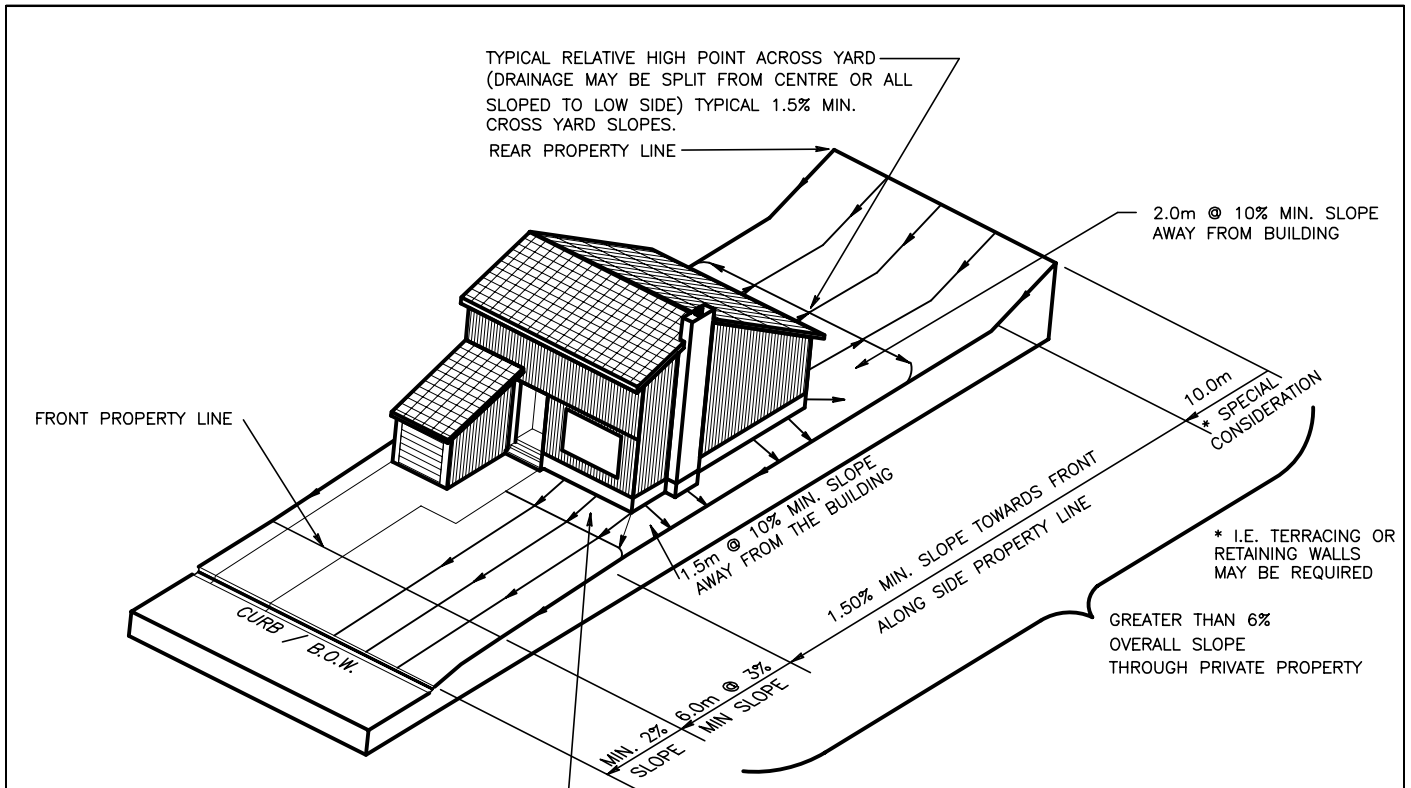 TYPICAL RELATIVE HIGH POINT ACROSS YARD
(DRAINAGE MAY BE SPLIT FROM CENTRE OR ALL
SLOPED TO LOW SIDE) TYPICAL 1.5% MIN.
CROSS YARD SLOPES.
REAR PROPERTY LINE
2.0m @ 10% MIN. SLOPE
AWAY FROM BUILDING
FRONT PROPERTY LINE
10.0m
* SPECIAL
CONSIDERATION
1.5m @ 10% MIN. SLOPE
AWAY FROM THE BUILDING
1.50% MIN. SLOPE TOWARDS FRONT
ALONG SIDE PROPERTY LINE
* I.E. TERRACING OR
RETAINING WALLS
MAY BE REQUIRED
GREATER THAN 6%
OVERALL SLOPE
THROUGH PRIVATE PROPERTY
CURB / B.O.W.
6.0m @ 3%
MIN SLOPE
MIN. 2%
SLOPE